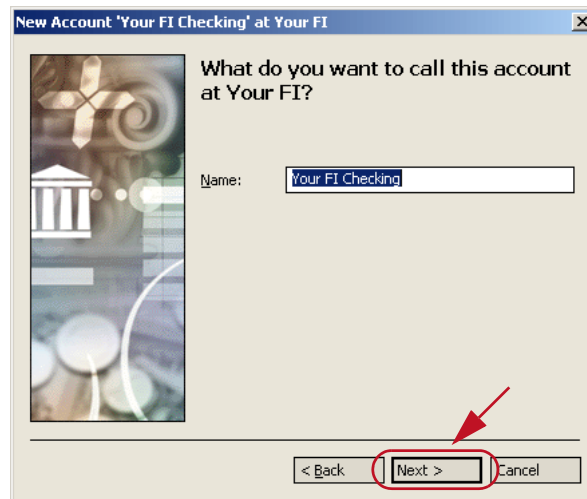 New Account 'Your FI Checking' at Your FI
What do you want to call this account
at Your FI?
Name: Your FI Checking
< Back Next > Cancel